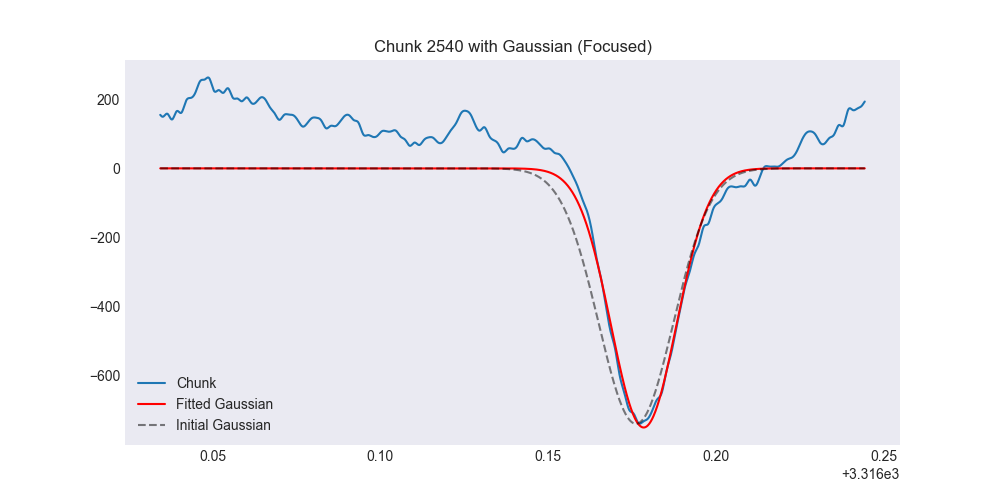 Chunk 2540 with Gaussian (Focused)
200
0
−200
−400
−600
Chunk
Fitted Gaussian
Initial Gaussian
0.05 0.10 0.15 0.20 0.25
+3.316e3